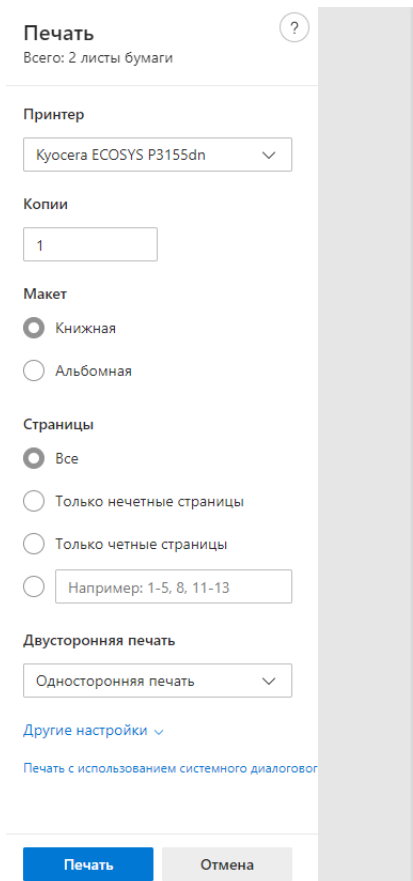 Печать
?
Всего: 2 листы бумаги
Принтер
Kyocera ECOSYS P3155dn
Копии
1
Макет
Книжная
Альбомная
Страницы
Все
Только нечетные страницы
Только четные страницы
Например: 1-5, 8, 11-13
Двусторонняя печать
Односторонняя печать
Другие настройки
Печать с использованием системного диалогог
Печать Отмена